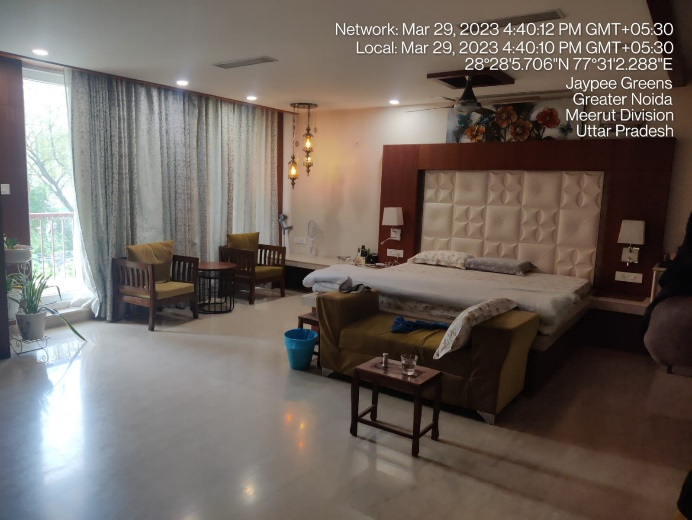 Network: Mar 29, 2023 4:40:12 PM GMT+05:30
Local: Mar 29, 2023 4:40:10 PM GMT+05:30
28°28'5.706"N 77°31'2.288"E
Jaypee Greens
Greater Noida
Meerut Division
Uttar Pradesh